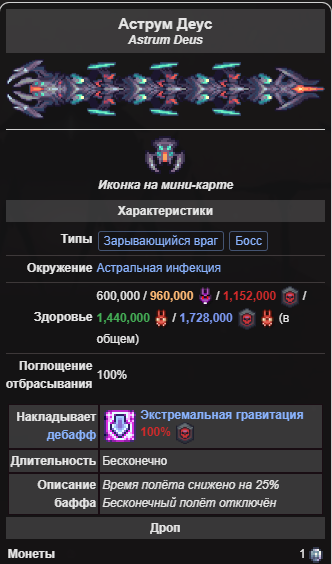 Аструм Деус
Astrum Deus
Иконка на мини-карте
Характеристики
Типы Зарывающийся враг Босс
Окружение Астральная инфекция
600,000 / 960,000 / 1,152,000 /
Здоровье 1,440,000 / 1,728,000 (в
общем)
Поглощение
отбрасывания 100%
Накладывает дебафф Экстремальная гравитация
100%
Длительность Бесконечно
Описание баффа Время полёта снижено на 25%
Бесконечный полёт отключён
Дроп
Монеты 1